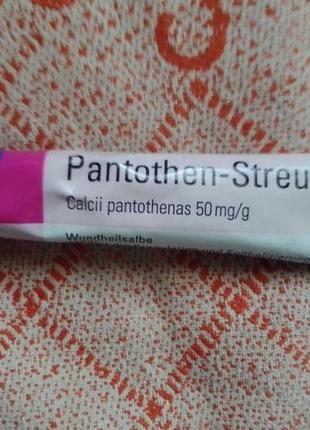 Pantothen-Streu
Calcii pantothenas 50 mg/g
Wundheilsalbe